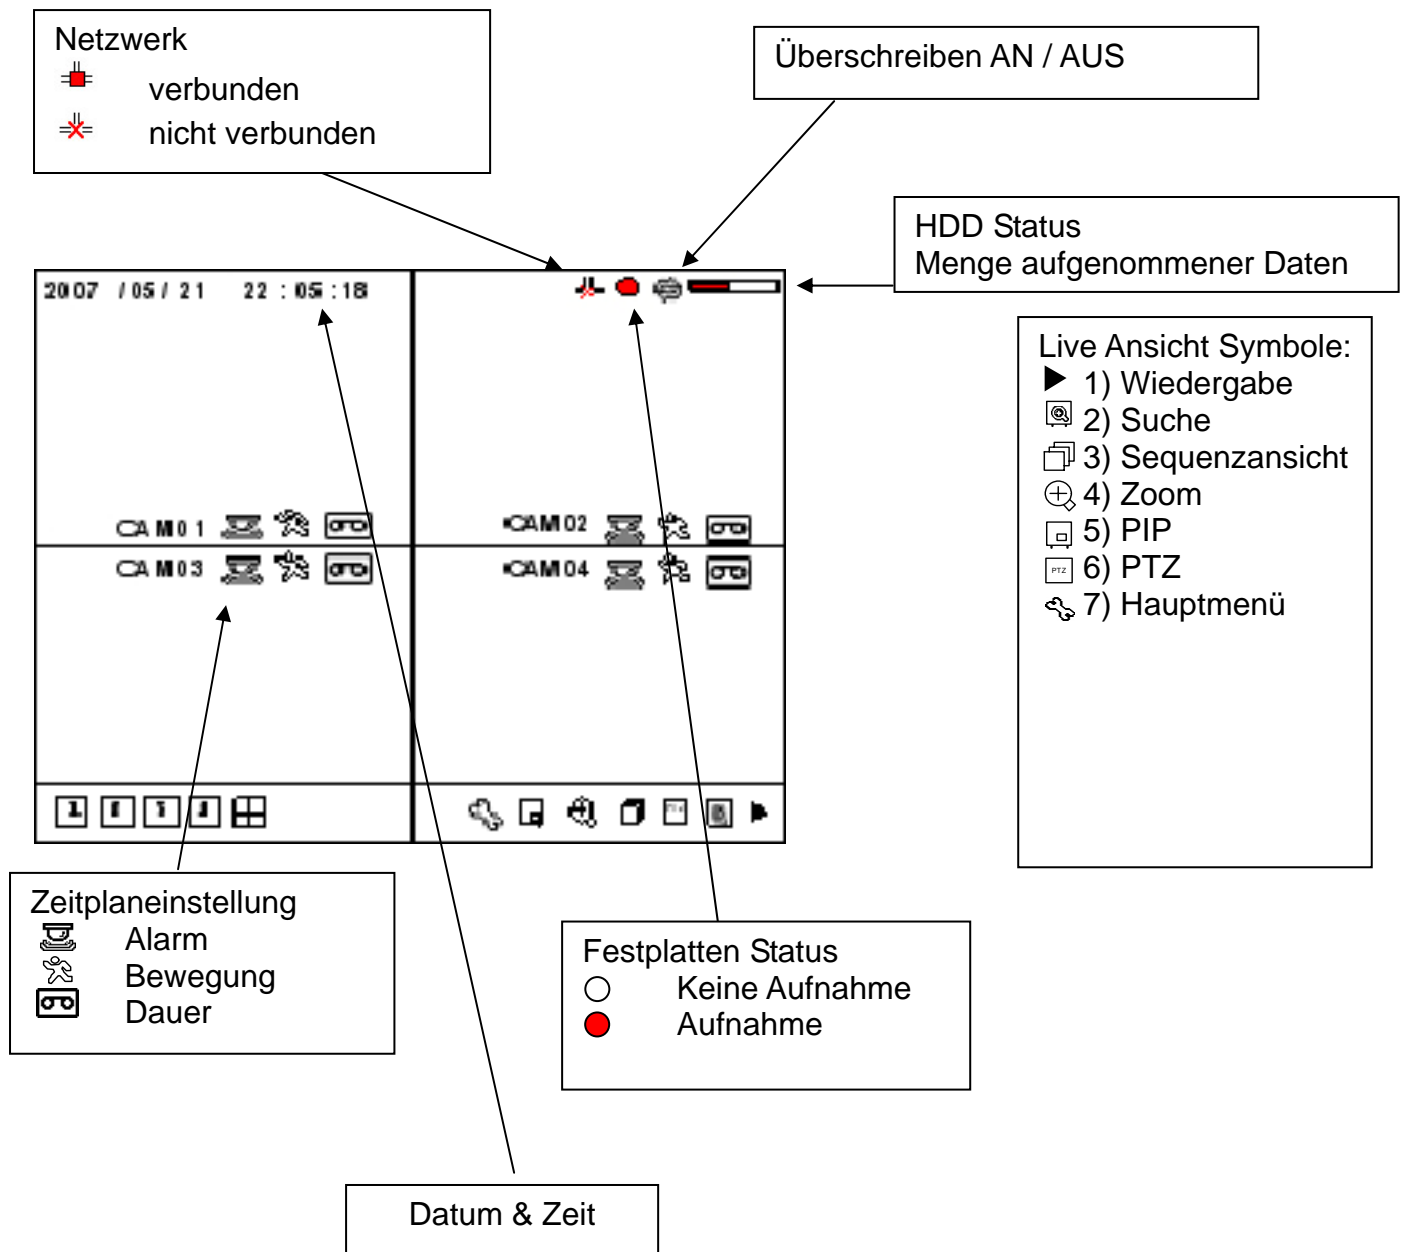 Netzwerk
verbunden
nicht verbunden
Überschreiben AN / AUS
HDD Status
Menge aufgenommener Daten
2007 / 05 / 21 22 : 05 : 18
Live Ansicht Symbole:
1) Wiedergabe
2) Suche
3) Sequenzansicht
4) Zoom
5) PIP
PTZ 6) PTZ
7) Hauptmenü
CAM01
CAM02
CAM03
CAM04
1
Zeitplaneinstellung
Alarm
Bewegung
Dauer
Festplatten Status
Keine Aufnahme
Aufnahme
Datum & Zeit